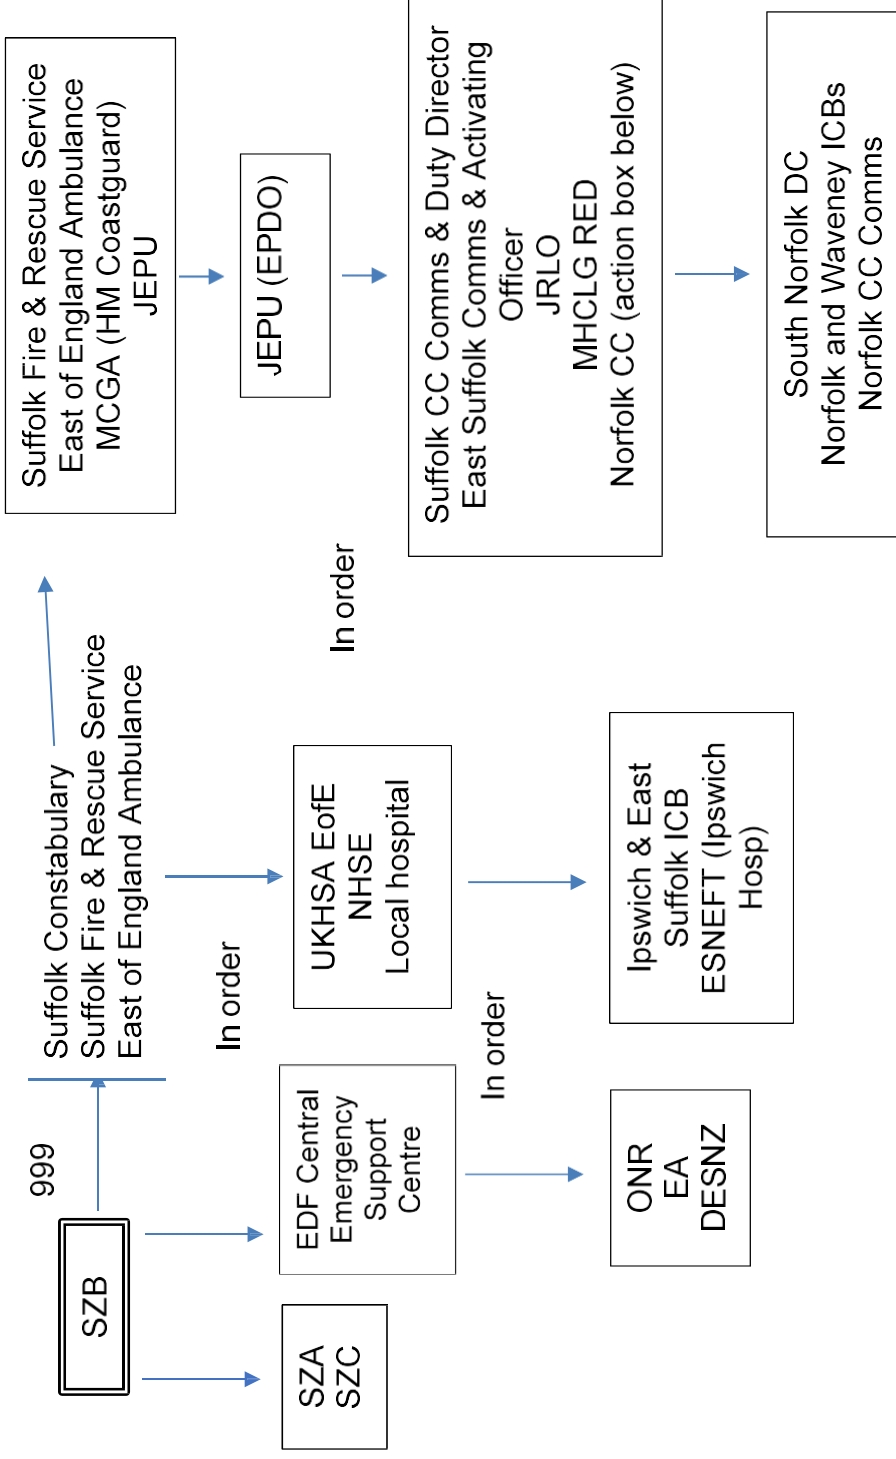 SZB
999
Suffolk Constabulary
Suffolk Fire & Rescue Service
East of England Ambulance
Suffolk Fire & Rescue Service
East of England Ambulance
MCGA (HM Coastguard)
JEPU
SZA
SZC
EDF Central
Emergency
Support
Centre
In order
UKHSA EofE
NHSE
Local hospital
JEPU (EPDO)
In order
Suffolk CC Comms & Duty Director
East Suffolk Comms & Activating
Officer
JRLO
MHCLG RED
Norfolk CC (action box below)
In order
ONR
EA
DESNZ
Ipswich & East
Suffolk ICB
ESNEFT (Ipswich
Hosp)
South Norfolk DC
Norfolk and Waveney ICBs
Norfolk CC Comms